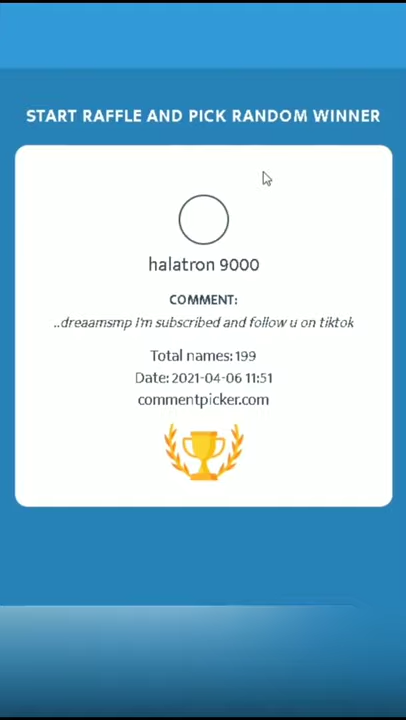 START RAFFLE AND PICK RANDOM WINNER
halatron 9000
COMMENT:
..dreaamsmp i'm subscribed and follow u on tiktok
Total names: 199
Date: 2021-04-06 11:51
commentpicker.com